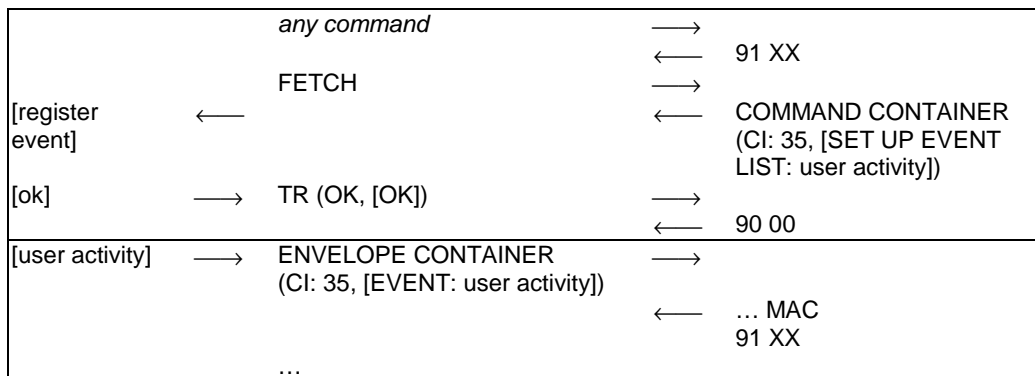 any command ⟶
⟵ 91 XX
FETCH ⟶
[register ⟵ ⟵ COMMAND CONTAINER
event] (CI: 35, [SET UP EVENT
LIST: user activity])
[ok] ⟶ TR (OK, [OK]) ⟶
⟵ 90 00
[user activity] ⟶ ENVELOPE CONTAINER ⟶
(CI: 35, [EVENT: user activity])
⟵ … MAC
91 XX
…